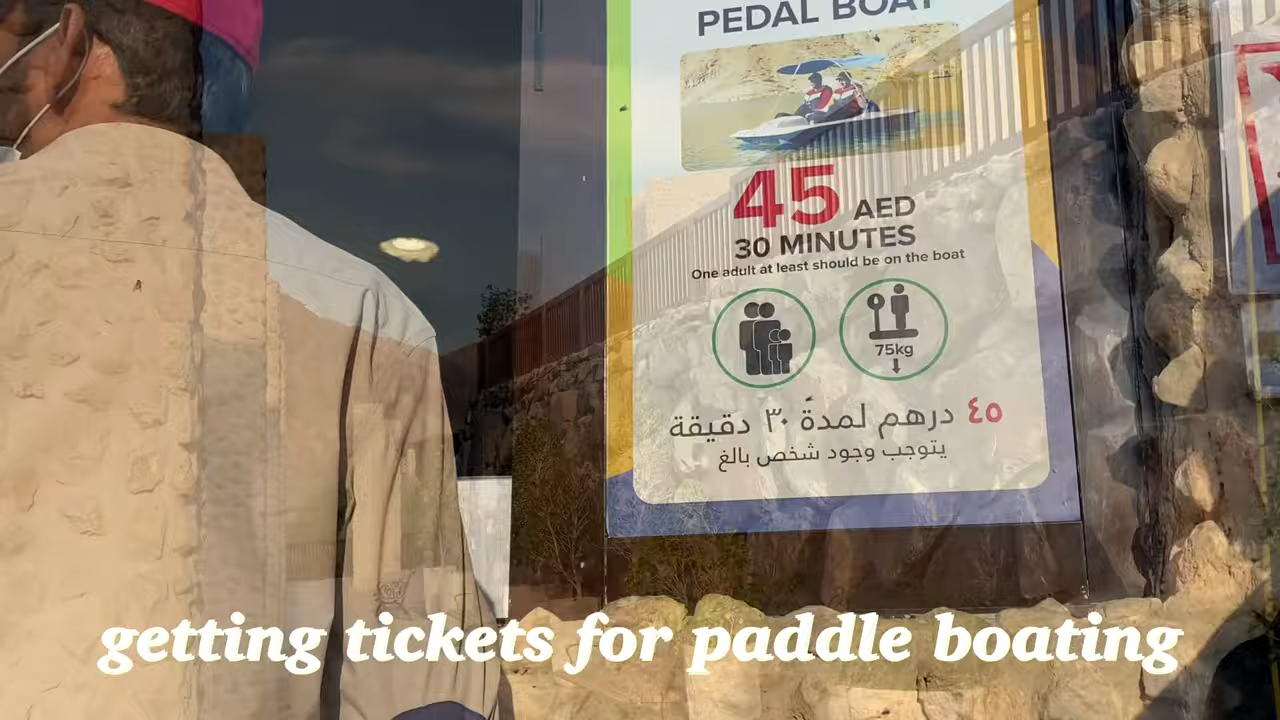 PEDAL BOAT
45 AED
30 MINUTES
One adult at least should be on the boat
75kg
٤٥ درهم لمدة ٣٠ دقيقة
يتوجب وجود شخص بالغ
getting tickets for paddle boating